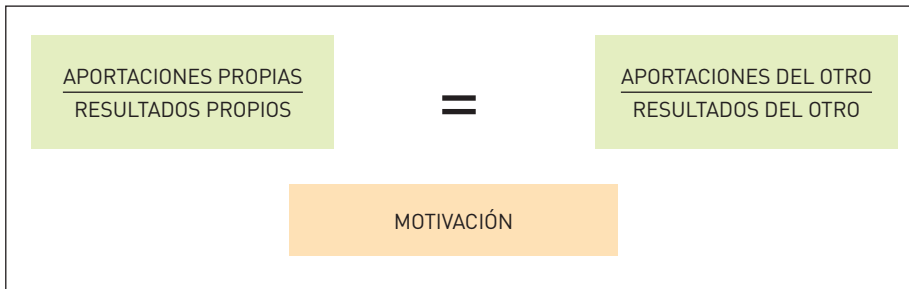 APORTACIONES PROPIAS
RESULTADOS PROPIOS
=
APORTACIONES DEL OTRO
RESULTADOS DEL OTRO
MOTIVACIÓN